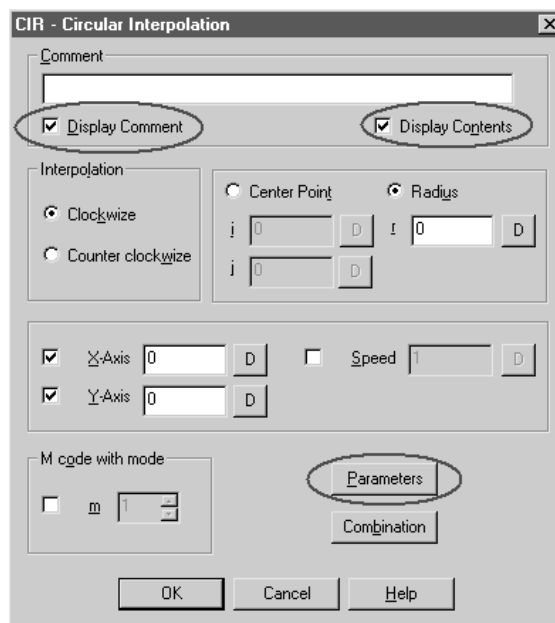 CIR - Circular Interpolation
Comment
Display Comment
Display Contents
Interpolation
Clockwize
Counter clockwize
Center Point
Radius
i 0 D
r 0 D
j 0 D
X-Axis 0 D
Speed 1 D
Y-Axis 0 D
M code with mode
m 1
Parameters
Combination
OK Cancel Help